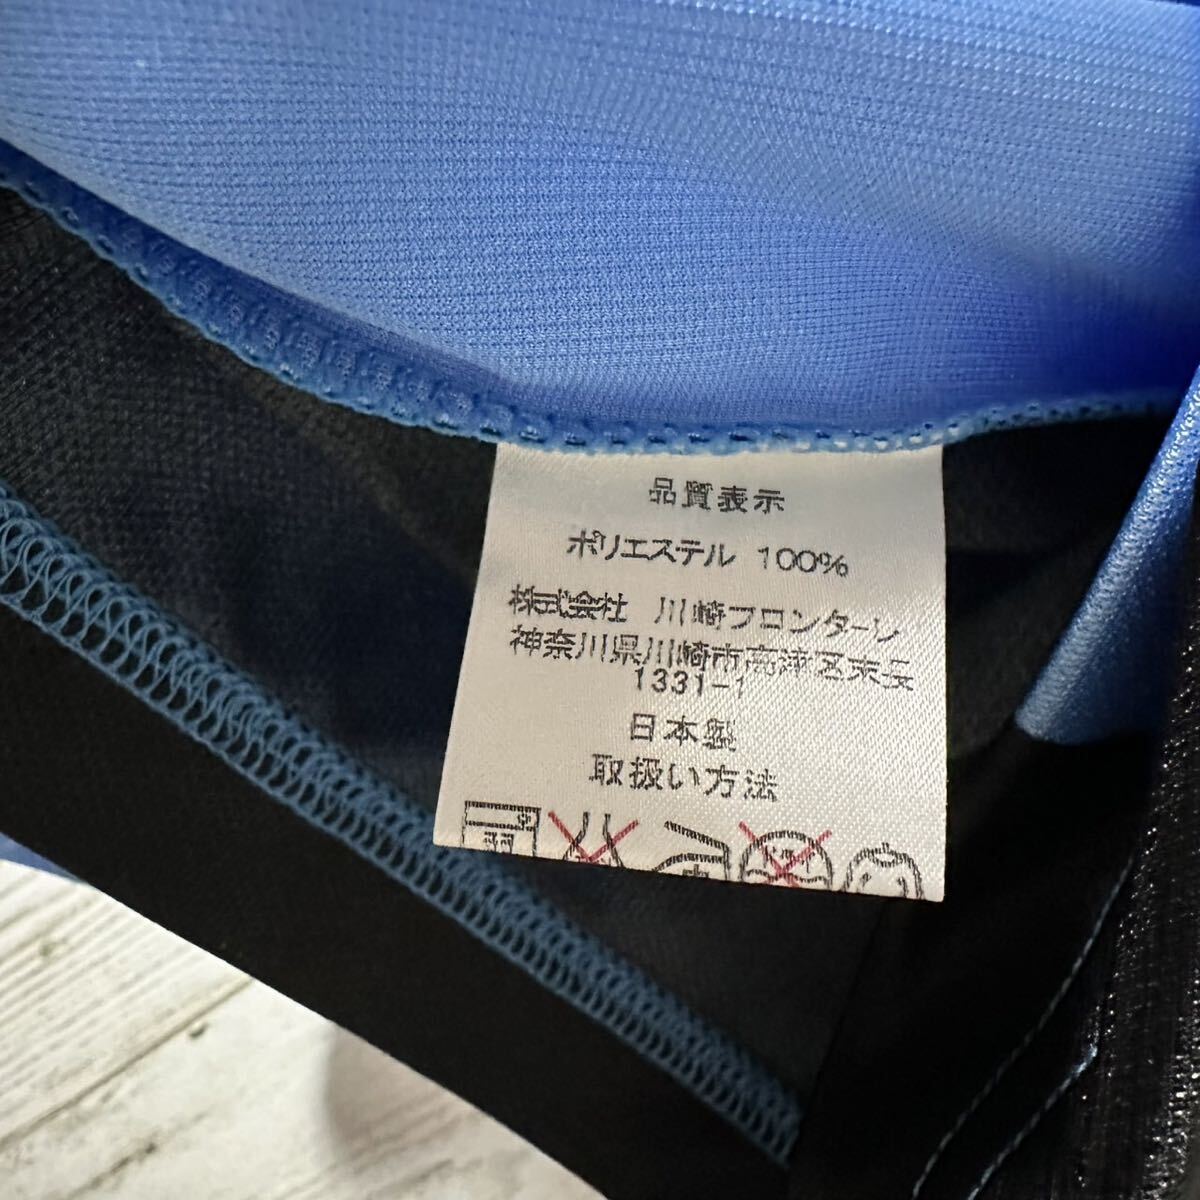 品質表示
ポリエステル 100%
株式会社 川崎フロンターレ
神奈川県川崎市高津区末長
1331-1
日本製
取扱い方法